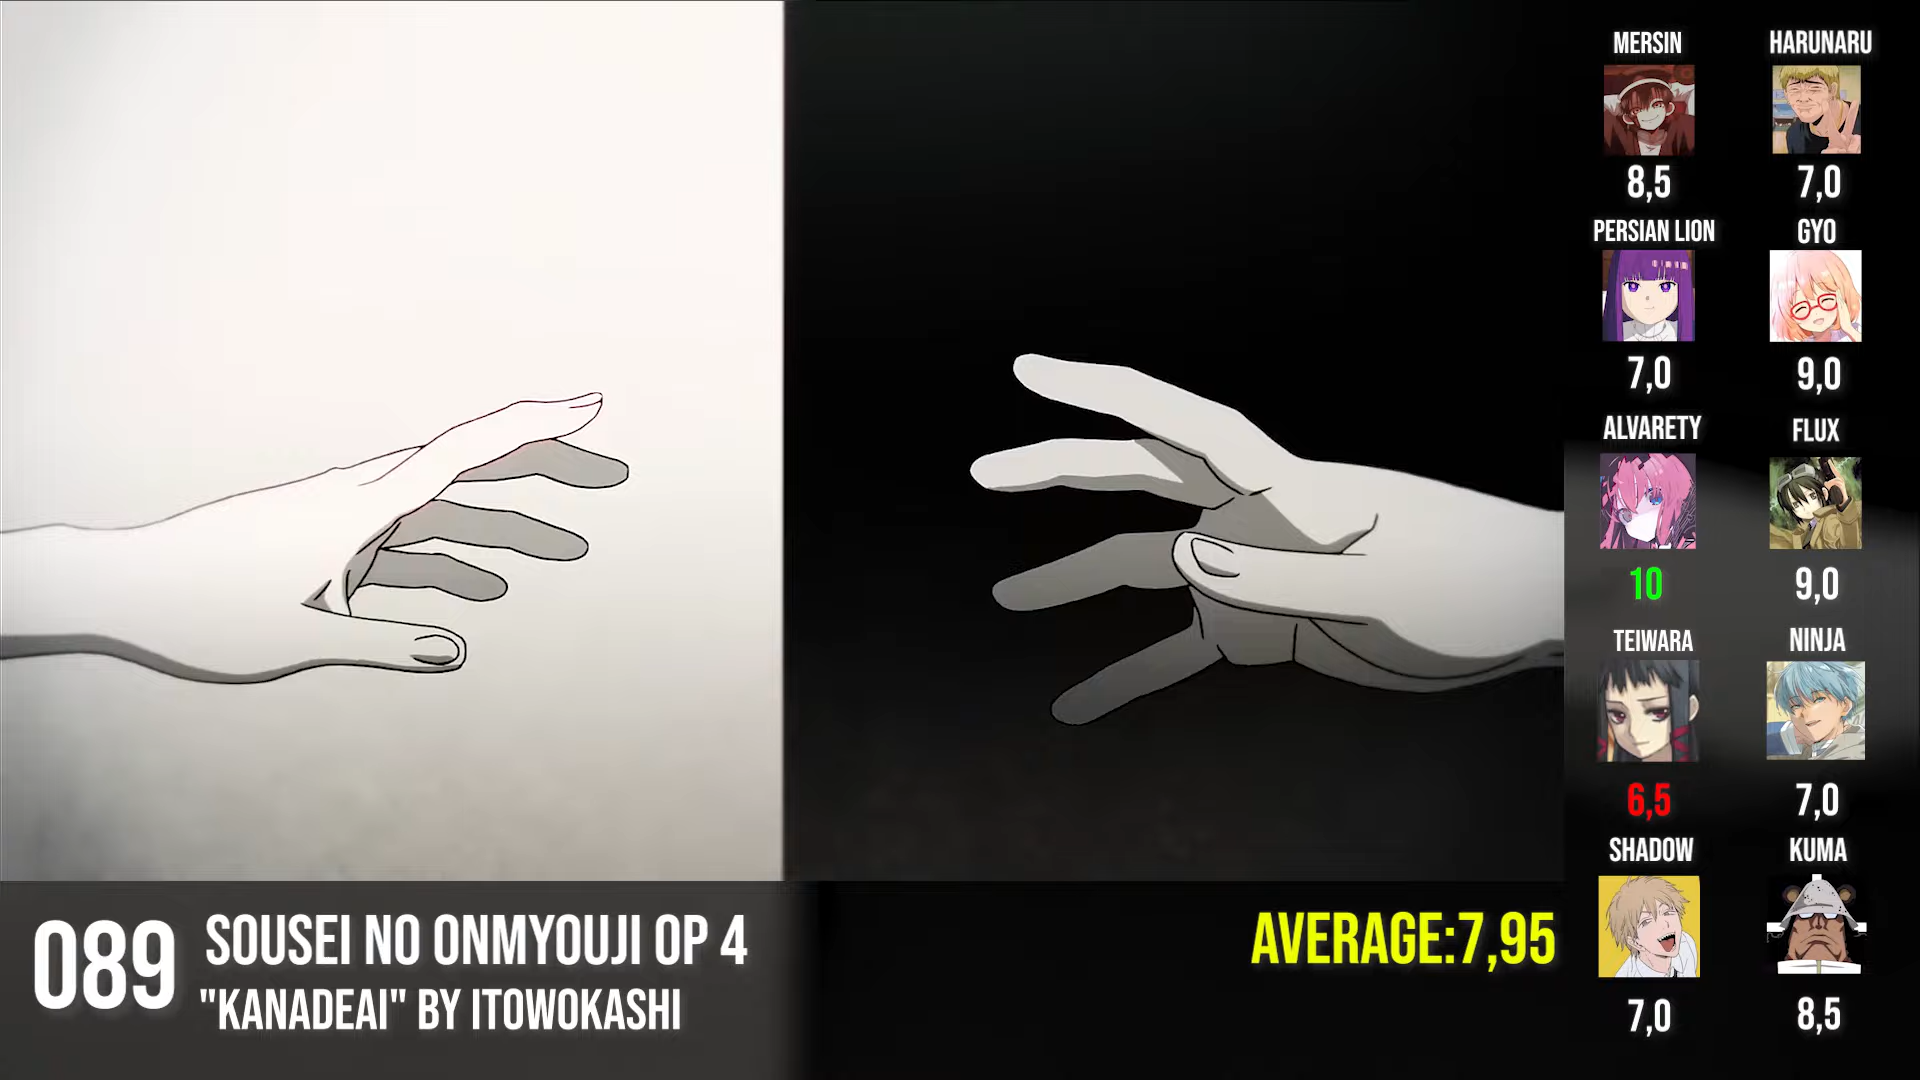 MERSIN
HARUNARU
8,5
7,0
PERSIAN LION
GYO
7,0
9,0
ALVARETY
FLUX
10
9,0
TEIWARA
NINJA
6,5
7,0
SHADOW
KUMA
7,0
8,5
089
SOUSEI NO ONMYOUJI OP 4
"KANADEAI" BY ITOWOKASHI
AVERAGE:7,95